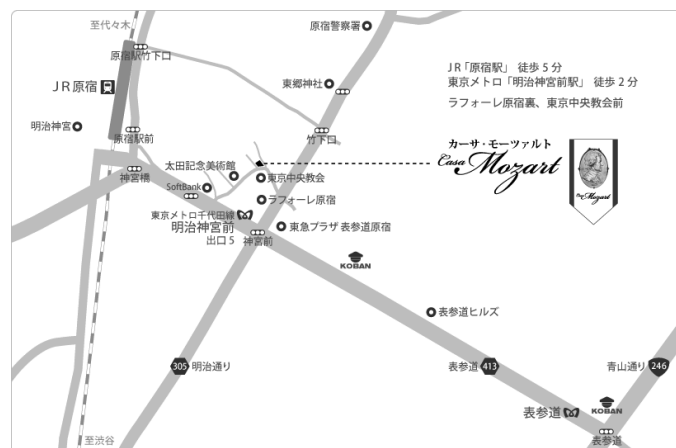 至代々木
原宿警察署
原宿駅竹下口
JR「原宿駅」 徒歩5分
東京メトロ「明治神宮前駅」 徒歩2分
JR原宿
東郷神社
ラフォーレ原宿裏、東京中央教会前
明治神宮
原宿駅前
竹下口
カーサ・モーツァルト
Casa Mozart
太田記念美術館
神宮橋
SoftBank
東京中央教会
Mozart
ラフォーレ原宿
東京メトロ千代田線
明治神宮前
出口5
神宮前
東急プラザ 表参道原宿
KOBAN
表参道ヒルズ
305 明治通り
表参道 413
青山通り 246
表参道
KOBAN
至渋谷
表参道